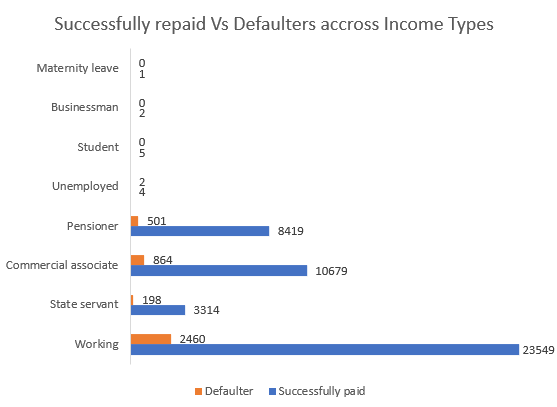 Successfully repaid Vs Defaulters accross Income Types
Maternity leave
0
1
Businessman
0
2
Student
0
5
Unemployed
2
4
Pensioner
501
8419
Commercial associate
864
10679
State servant
198
3314
Working
2460
23549
Defaulter Successfully paid